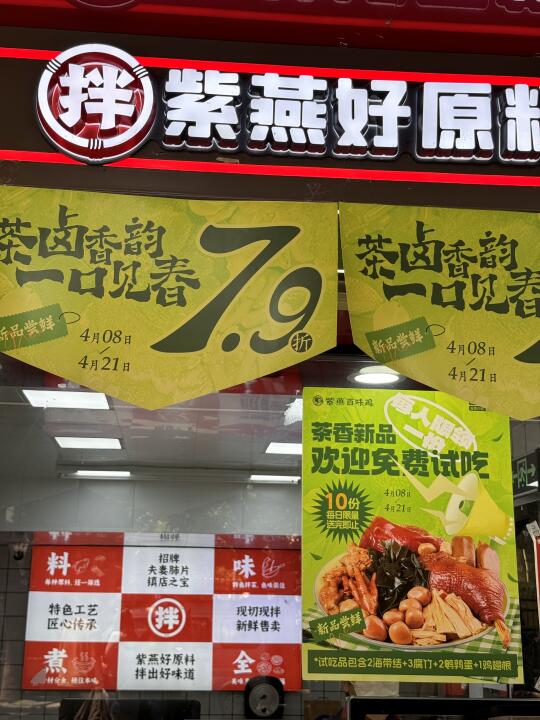 拌
紫燕好原料
茶卤香韵
一口见春
7.9折
新品尝鲜
4月08日
4月21日
茶卤香韵
一口见春
新品尝鲜
4月08日
4月21日
紫燕百味鸡
茶香新品
欢迎免费试吃
10份
每日限量
送完即止
4月08日
4月21日
新品尝鲜
*试吃品包含2海带结+3腐竹+2鹌鹑蛋+1鸡翅根
料
各种原料,逐一筛选
招牌
夫妻肺片
镇店之宝
味
特色工艺
匠心传承
拌
现切现拌
新鲜售卖
煮
紫燕好原料
拌出好味道
全